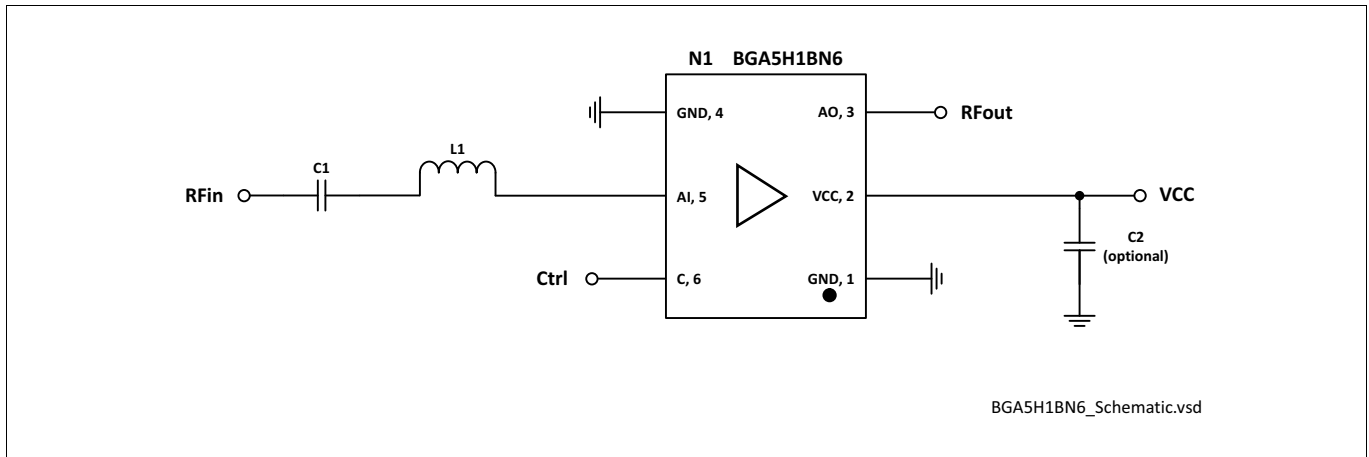 N1 BGA5H1BN6
GND, 4
AO, 3
RFout
C1
L1
RFin
AI, 5
VCC, 2
VCC
C2
(optional)
Ctrl
C, 6
GND, 1
BGA5H1BN6_Schematic.vsd